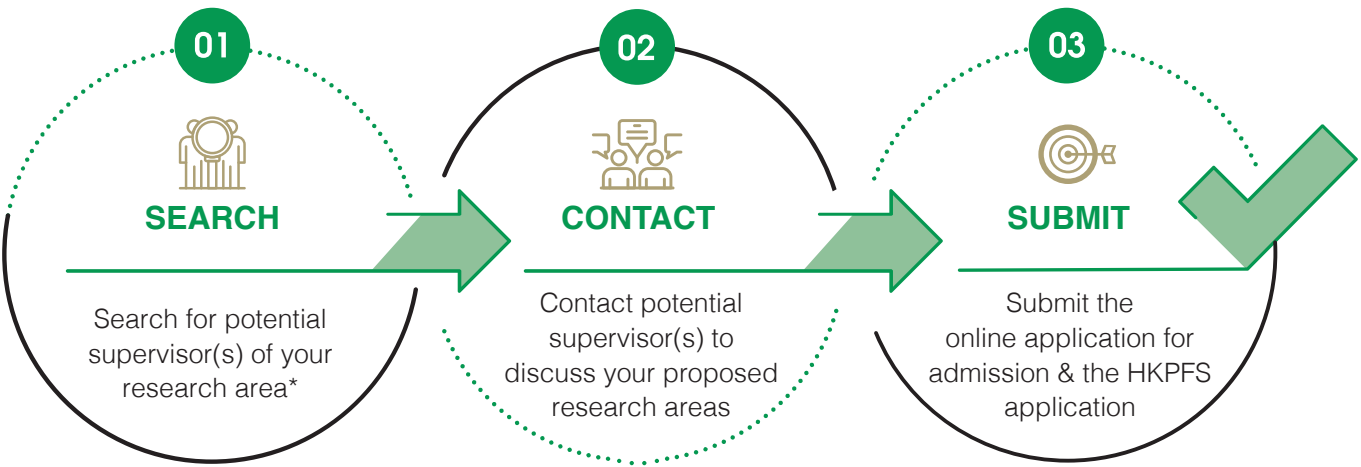 01
SEARCH
Search for potential
supervisor(s) of your
research area*
02
CONTACT
Contact potential
supervisor(s) to
discuss your proposed
research areas
03
SUBMIT
Submit the
online application for
admission & the HKPFS
application